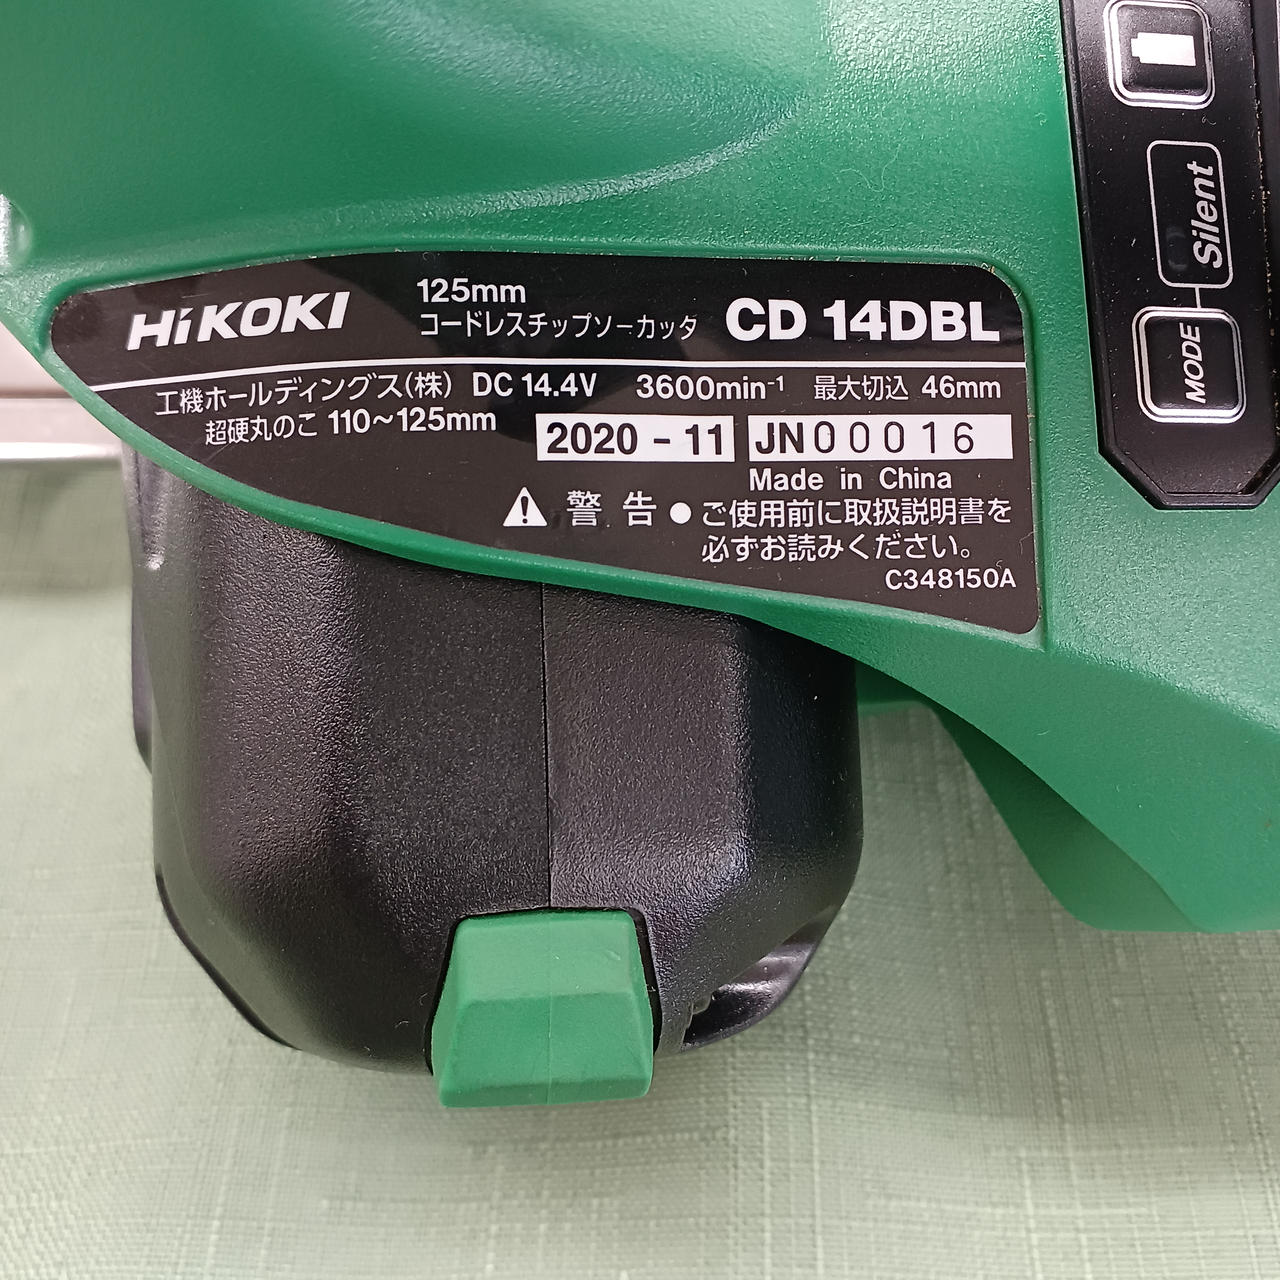 HiKOKI
125mm
コードレスチップソーカッタ
CD 14DBL
工機ホールディングス(株) DC 14.4V 3600min⁻¹ 最大切込 46mm
超硬丸のこ 110~125mm
2020 - 11 JN00016
Made in China
⚠ 警告 ●ご使用前に取扱説明書を
必ずお読みください。
C348150A
Silent
MODE